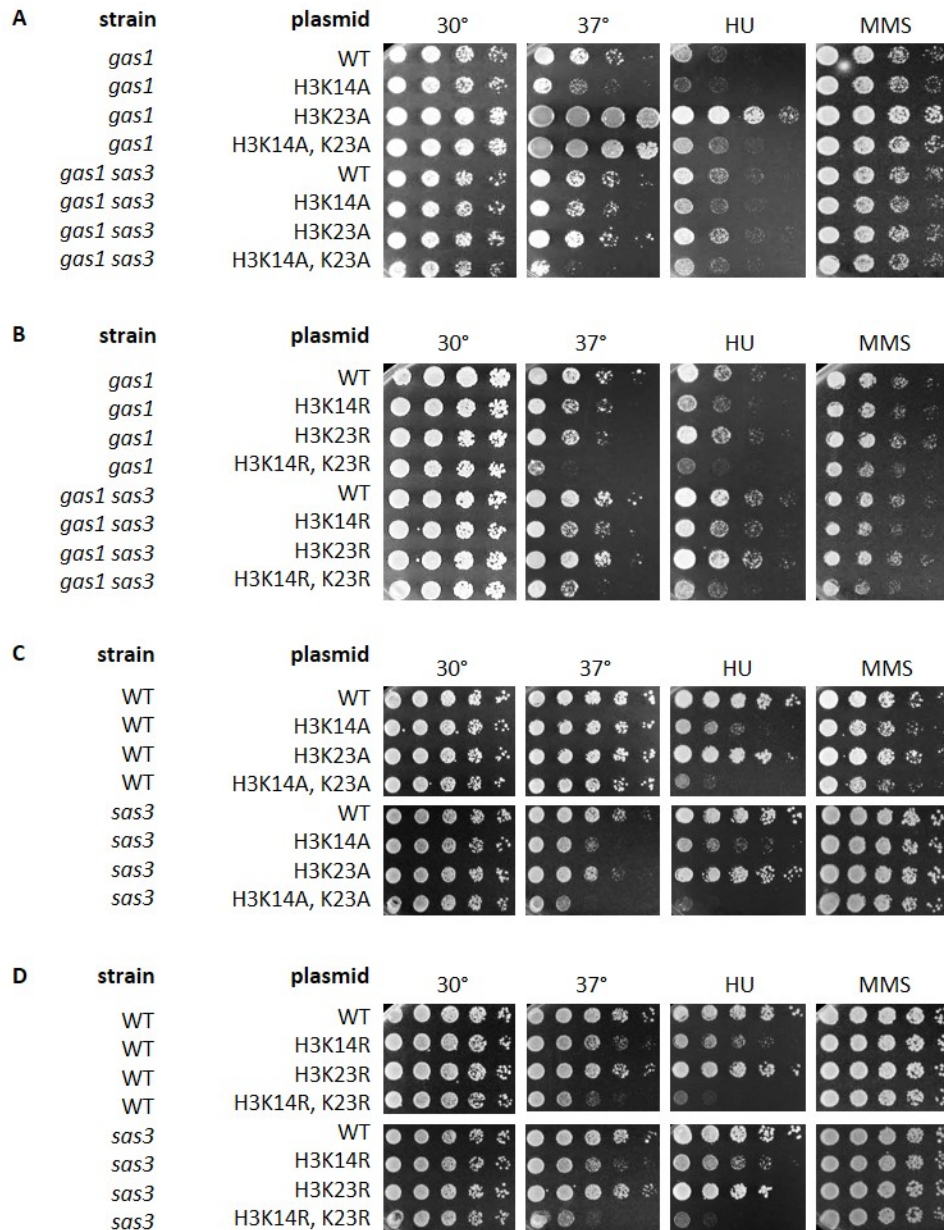 A strain plasmid 30° 37° HU MMS
gas1 WT
gas1 H3K14A
gas1 H3K23A
gas1 H3K14A, K23A
gas1 sas3 WT
gas1 sas3 H3K14A
gas1 sas3 H3K23A
gas1 sas3 H3K14A, K23A
B strain plasmid 30° 37° HU MMS
gas1 WT
gas1 H3K14R
gas1 H3K23R
gas1 H3K14R, K23R
gas1 sas3 WT
gas1 sas3 H3K14R
gas1 sas3 H3K23R
gas1 sas3 H3K14R, K23R
C strain plasmid 30° 37° HU MMS
WT WT
WT H3K14A
WT H3K23A
WT H3K14A, K23A
sas3 WT
sas3 H3K14A
sas3 H3K23A
sas3 H3K14A, K23A
D strain plasmid 30° 37° HU MMS
WT WT
WT H3K14R
WT H3K23R
WT H3K14R, K23R
sas3 WT
sas3 H3K14R
sas3 H3K23R
sas3 H3K14R, K23R